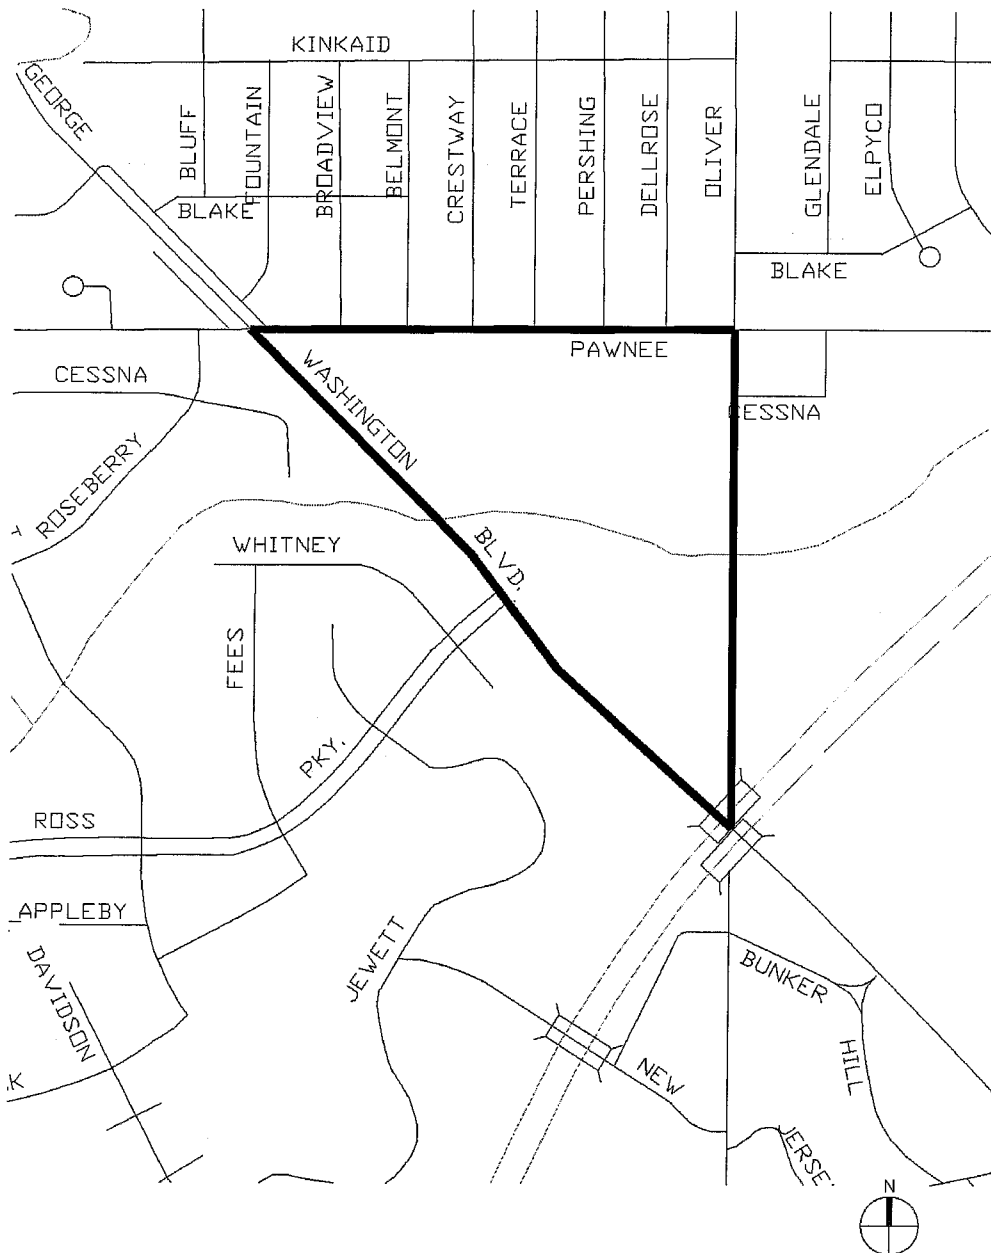 KINKAID
GEORGE
BLUFF
FOUNTAIN
BROADVIEW
BELMONT
CRESTWAY
TERRACE
PERSHING
DELLROSE
OLIVER
GLENDALE
ELPYCO
BLAKE
BLAKE
PAWNEE
CESSNA
WASHINGTON
CESSNA
ROSEBERRY
WHITNEY
BLVD.
FEES
PKY.
ROSS
APPLEBY
DAVIDSON
JEWETT
BUNKER
HILL
NEW
JERSE
N